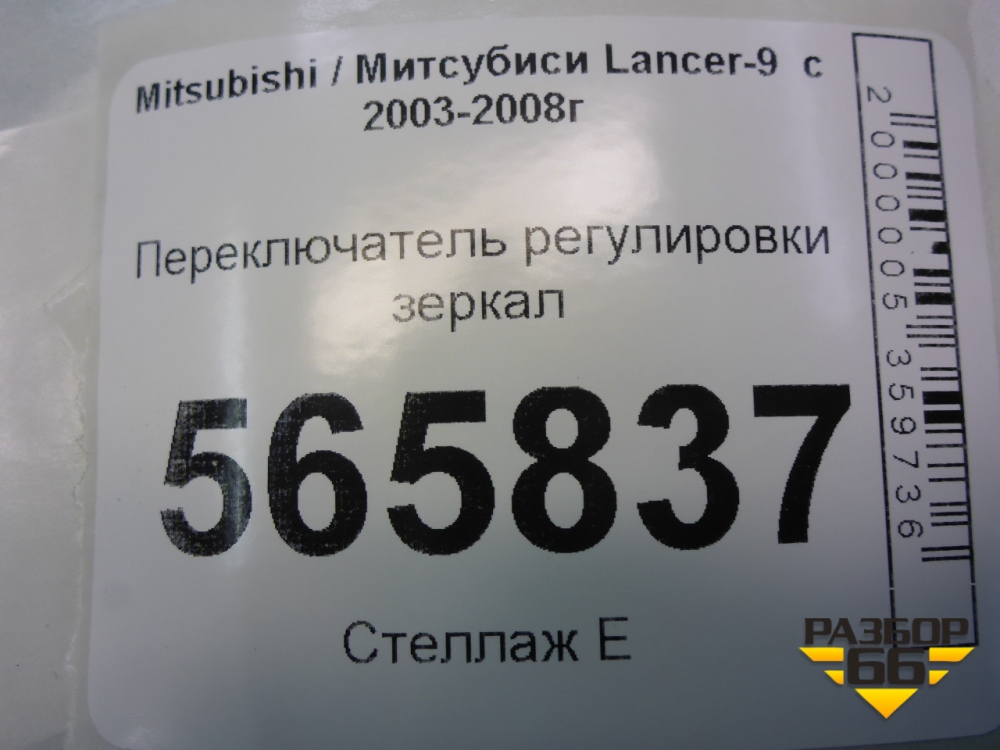 Mitsubishi / Митсубиси Lancer-9 с
2003-2008г
Переключатель регулировки
зеркал
565837
Стеллаж Е
2000005359736
РАЗБОР
66